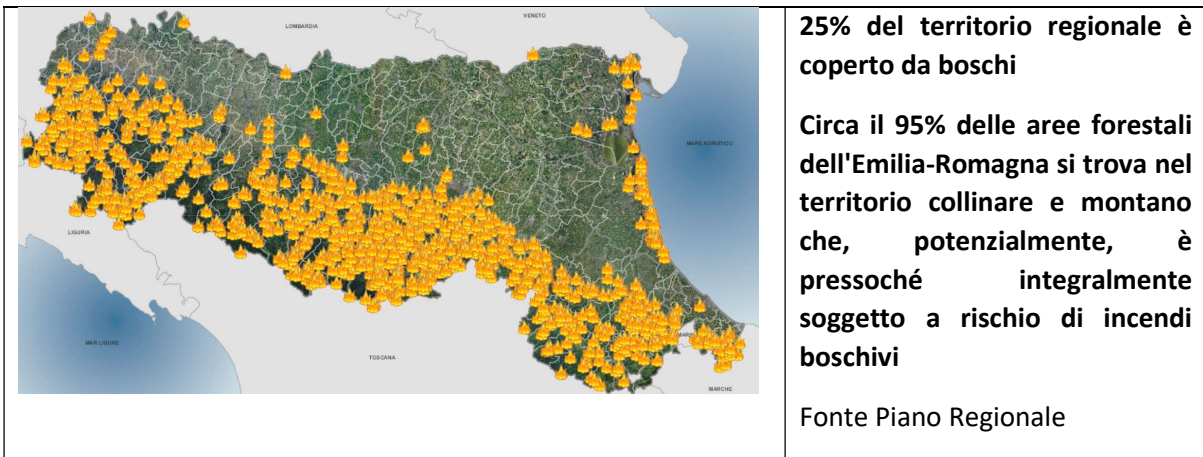 LOMBARDIA
VENETO
MARE ADRIATICO
LIGURIA
MAR LIGURE
TOSCANA
MARCHE
25% del territorio regionale è
coperto da boschi
Circa il 95% delle aree forestali
dell'Emilia-Romagna si trova nel
territorio collinare e montano
che, potenzialmente, è
pressoché integralmente
soggetto a rischio di incendi
boschivi
Fonte Piano Regionale